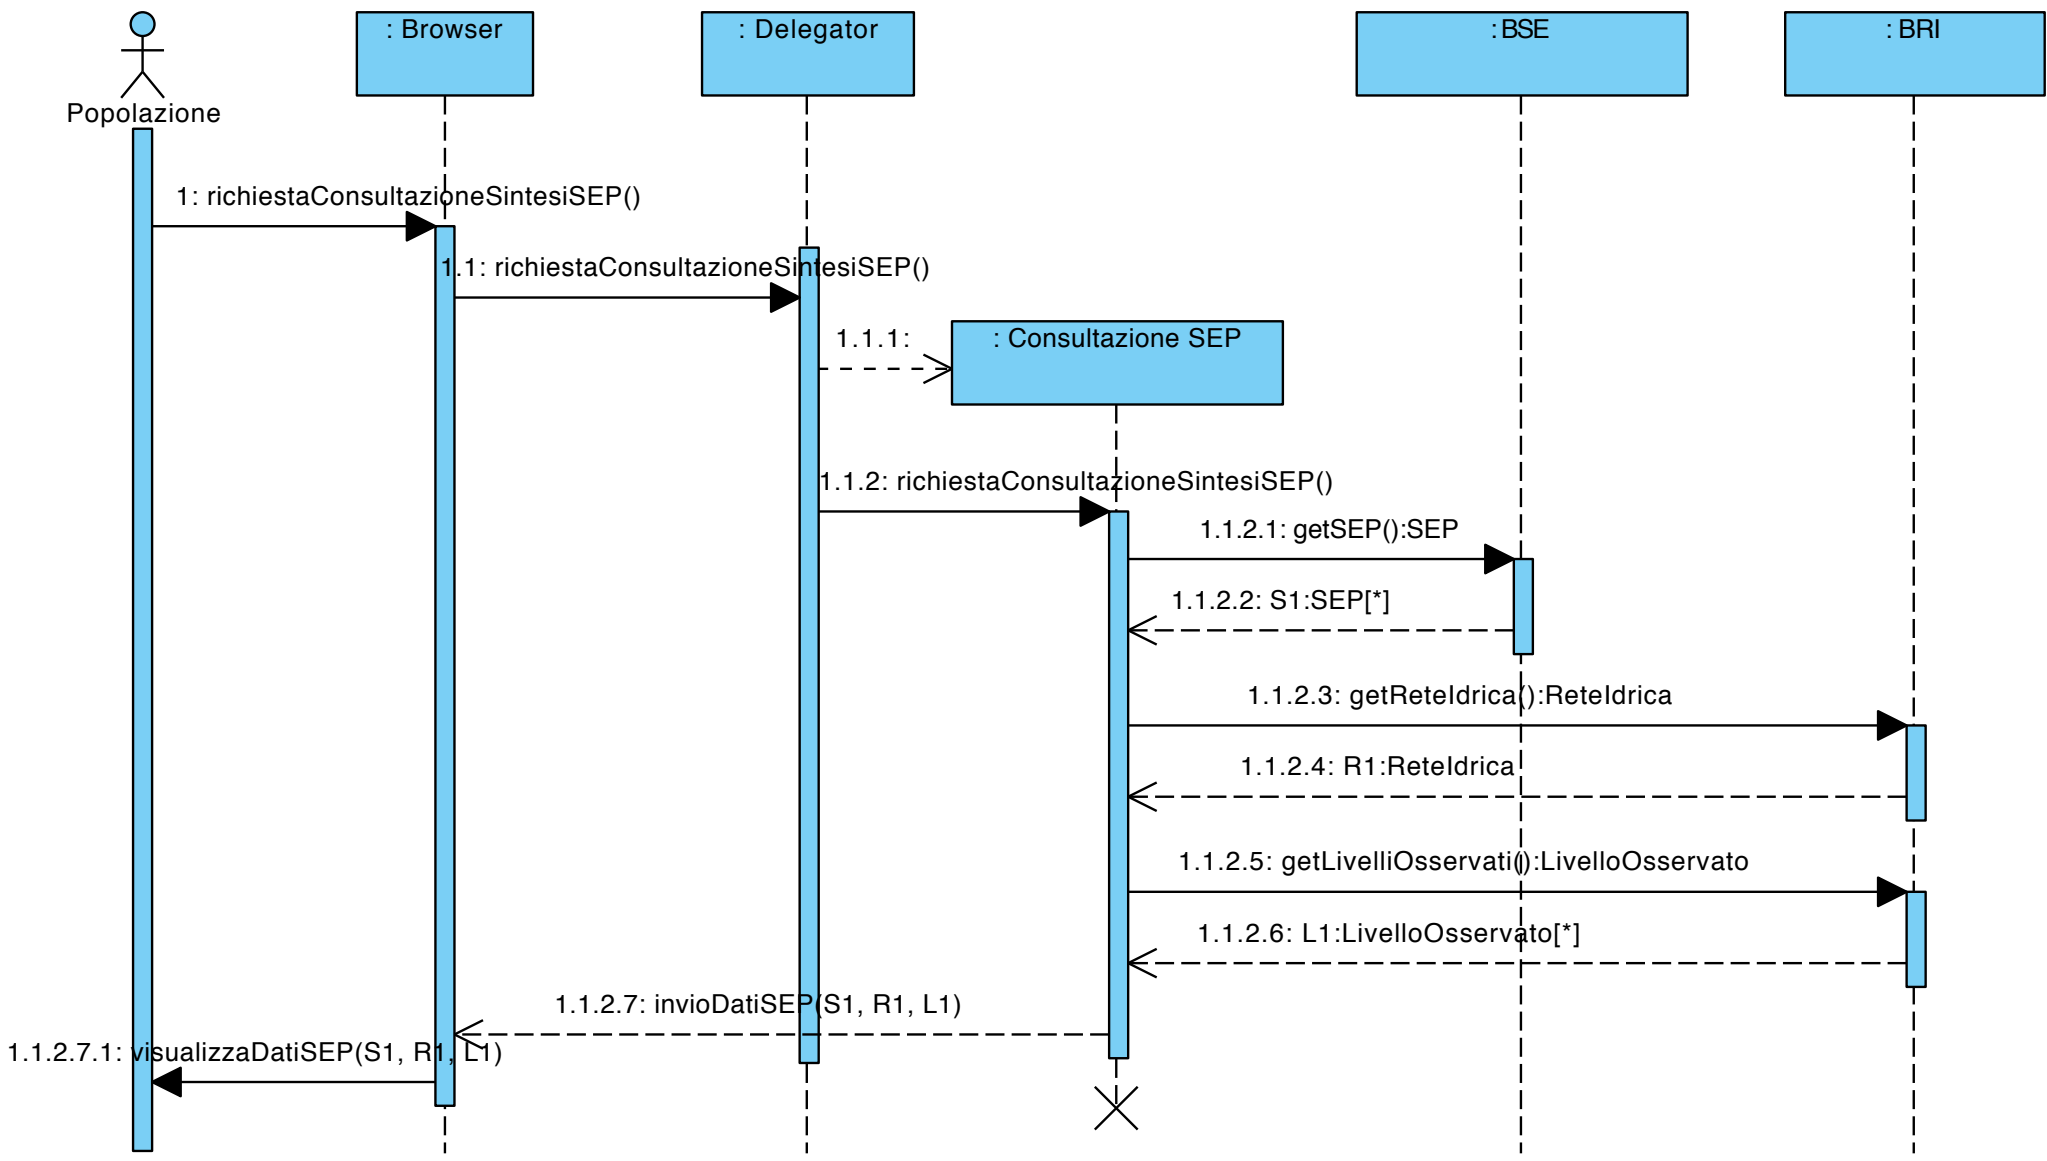 : Browser
: Delegator
: BSE
: BRI
Popolazione
1: richiestaConsultazioneSintesiSEP()
1.1: richiestaConsultazioneSintesiSEP()
1.1.1:
: Consultazione SEP
1.1.2: richiestaConsultazioneSintesiSEP()
1.1.2.1: getSEP():SEP
1.1.2.2: S1:SEP[*]
1.1.2.3: getReteIdrica():ReteIdrica
1.1.2.4: R1:ReteIdrica
1.1.2.5: getLivelliOsservati():LivelloOsservato
1.1.2.6: L1:LivelloOsservato[*]
1.1.2.7: invioDatiSEP(S1, R1, L1)
1.1.2.7.1: visualizzaDatiSEP(S1, R1, L1)